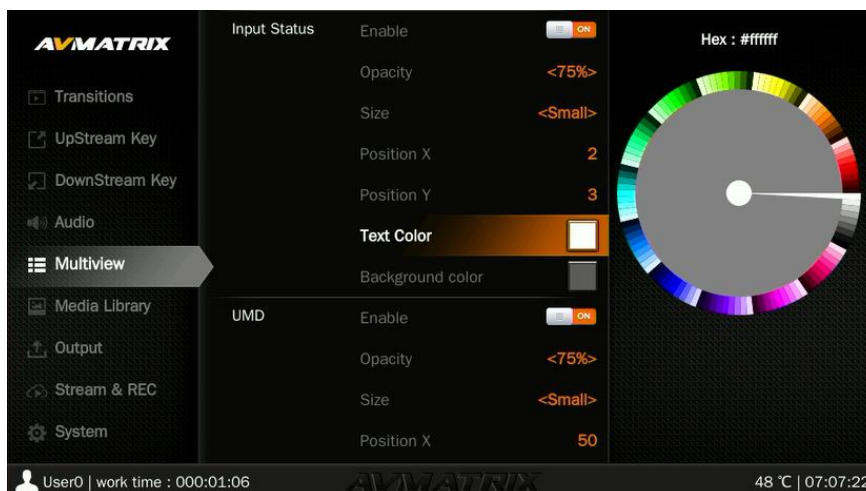 AVMATRIX
Transitions
UpStream Key
DownStream Key
Audio
Multiview
Media Library
Output
Stream & REC
System
Input Status
Enable ON
Opacity <75%>
Size <Small>
Position X 2
Position Y 3
Text Color
Background color
UMD
Enable ON
Opacity <75%>
Size <Small>
Position X 50
Hex : #ffffff
User0 | work time : 000:01:06
AVMATRIX
48 ℃ | 07:07:22